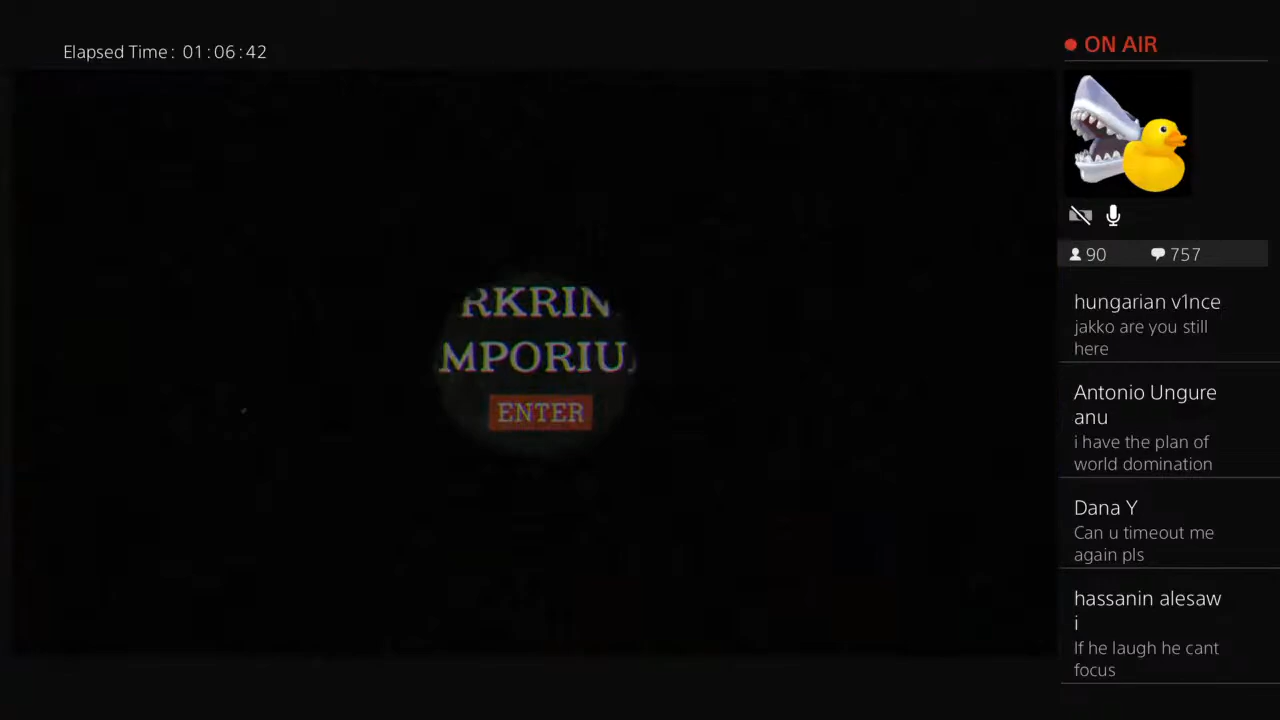 Elapsed Time: 01:06:42
ON AIR
90 757
RKRIN
MPORIU
ENTER
hungarian v1nce
jakko are you still
here
Antonio Ungure
anu
i have the plan of
world domination
Dana Y
Can u timeout me
again pls
hassanin alesaw
i
If he laugh he cant
focus